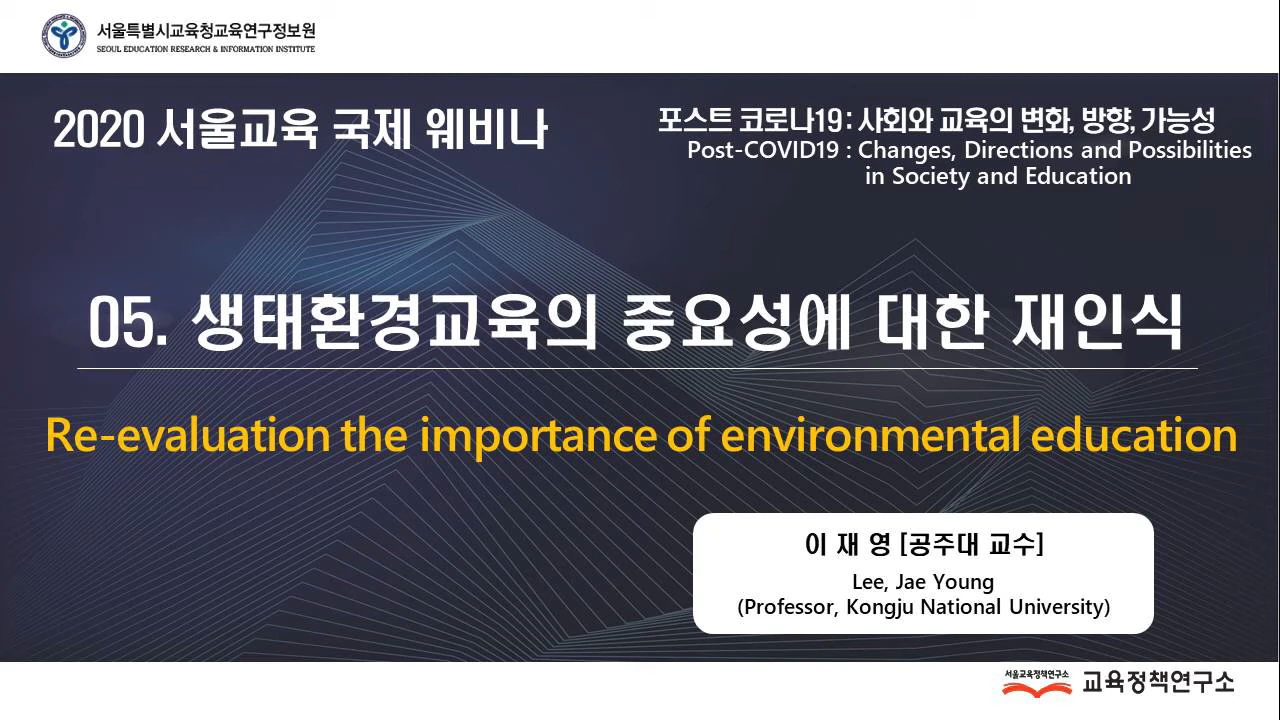 서울특별시교육청교육연구정보원
SEOUL EDUCATION RESEARCH & INFORMATION INSTITUTE
2020 서울교육 국제 웨비나
포스트 코로나19: 사회와 교육의 변화, 방향, 가능성
Post-COVID19 : Changes, Directions and Possibilities
in Society and Education
05. 생태환경교육의 중요성에 대한 재인식
Re-evaluation the importance of environmental education
이 재 영 [공주대 교수]
Lee, Jae Young
(Professor, Kongju National University)
서울교육정책연구소
교육정책연구소